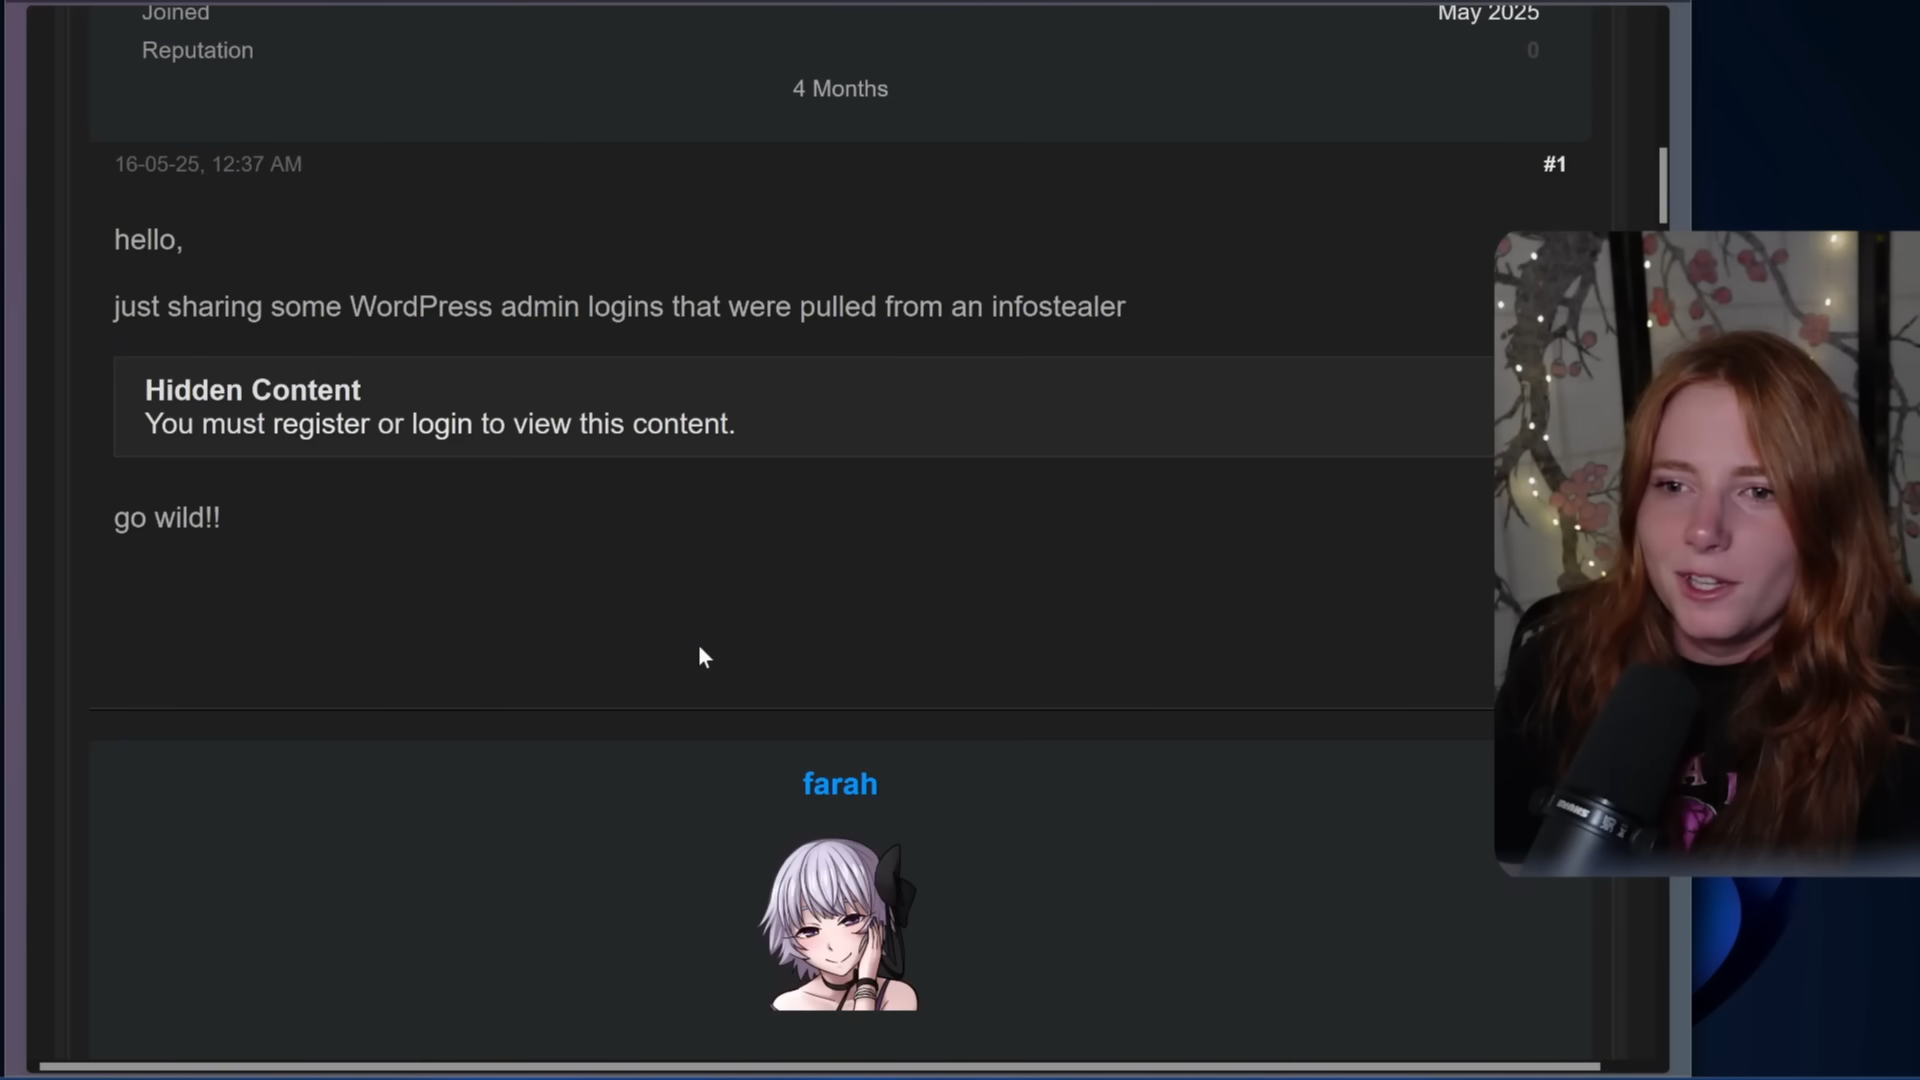 Joined May 2025
Reputation 0
4 Months
16-05-25, 12:37 AM #1
hello,
just sharing some WordPress admin logins that were pulled from an infostealer
Hidden Content
You must register or login to view this content.
go wild!!
farah